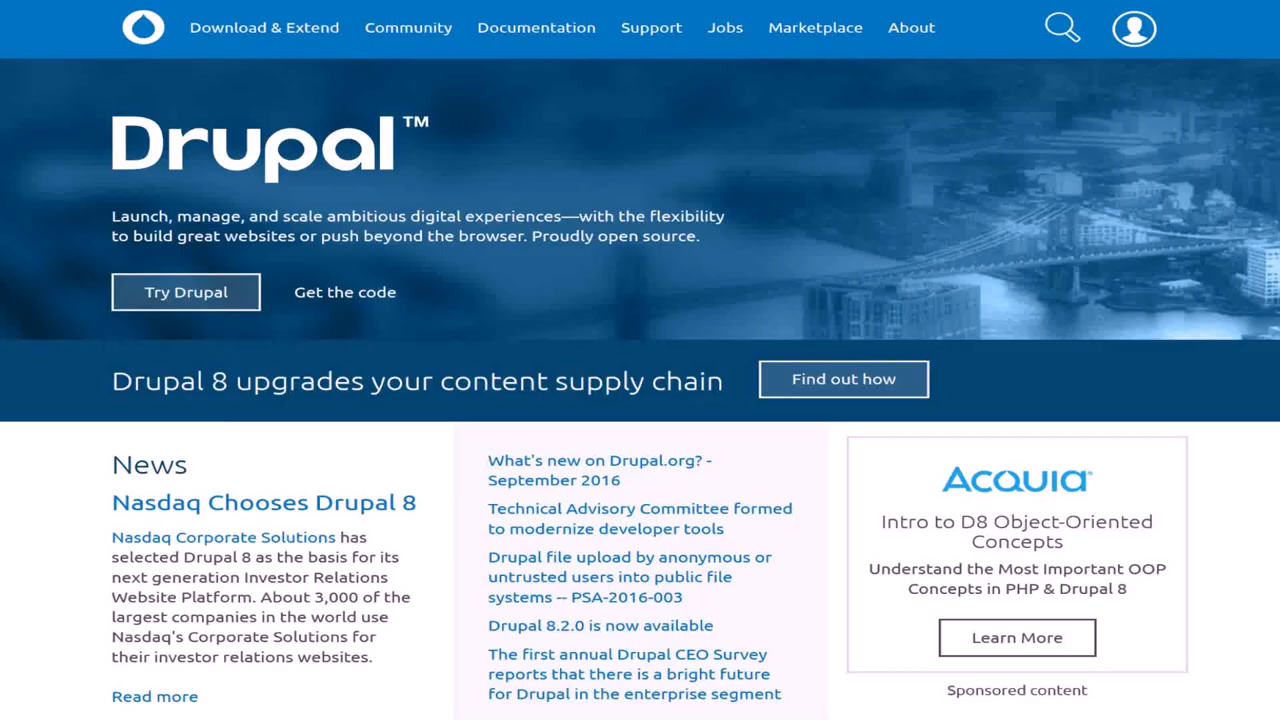 Download & Extend Community Documentation Support Jobs Marketplace About
Drupal™
Launch, manage, and scale ambitious digital experiences—with the flexibility
to build great websites or push beyond the browser. Proudly open source.
Try Drupal Get the code
Drupal 8 upgrades your content supply chain Find out how
News
Nasdaq Chooses Drupal 8
Nasdaq Corporate Solutions has
selected Drupal 8 as the basis for its
next generation Investor Relations
Website Platform. About 3,000 of the
largest companies in the world use
Nasdaq's Corporate Solutions for
their investor relations websites.
Read more
What's new on Drupal.org? -
September 2016
Technical Advisory Committee formed
to modernize developer tools
Drupal file upload by anonymous or
untrusted users into public file
systems -- PSA-2016-003
Drupal 8.2.0 is now available
The first annual Drupal CEO Survey
reports that there is a bright future
for Drupal in the enterprise segment
ACQUIA®
Intro to D8 Object-Oriented
Concepts
Understand the Most Important OOP
Concepts in PHP & Drupal 8
Learn More
Sponsored content